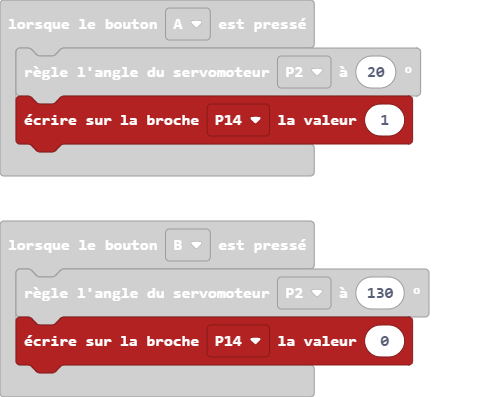 lorsque le bouton A est pressé
règle l'angle du servomoteur P2 à 20 °
écrire sur la broche P14 la valeur 1
lorsque le bouton B est pressé
règle l'angle du servomoteur P2 à 130 °
écrire sur la broche P14 la valeur 0